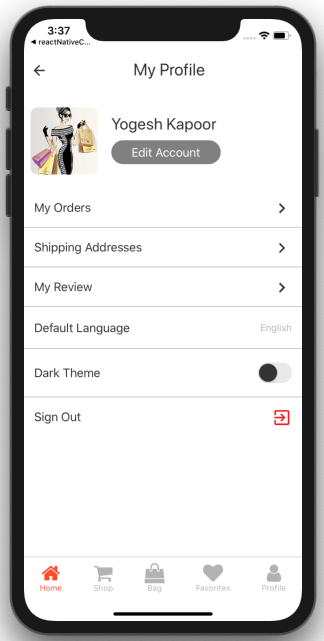 3:37
◀ reactNativeC...
My Profile
Yogesh Kapoor
Edit Account
My Orders
Shipping Addresses
My Review
Default Language English
Dark Theme
Sign Out
Home Shop Bag Favorites Profile